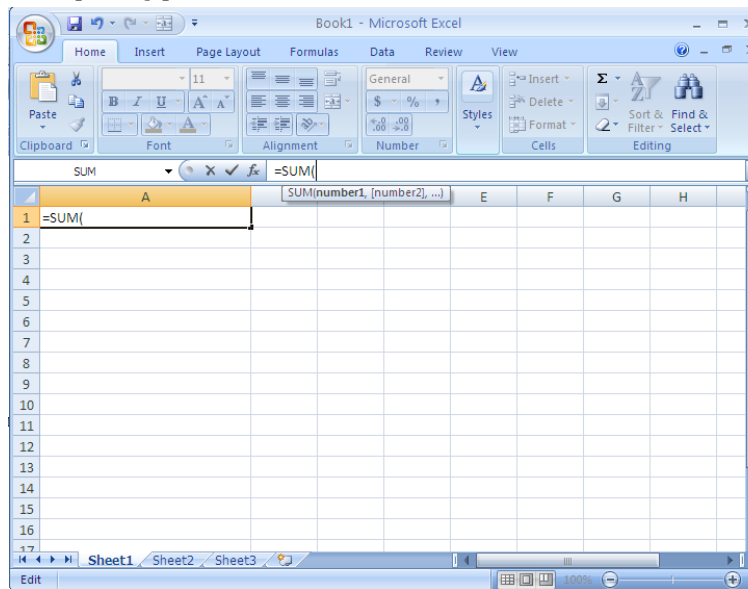 Book1 - Microsoft Excel
Home Insert Page Layout Formulas Data Review View
Paste
Clipboard
11
B I U A A
A
Font
Alignment
General
$ % ,
.0 .00 .00 .0
Number
A
Styles
Insert
Delete
Format
Cells
Σ
A Z
Sort & Filter
Find & Select
Editing
SUM fx =SUM(
SUM(number1, [number2], ...)
A E F G H
1 =SUM(
2
3
4
5
6
7
8
9
10
11
12
13
14
15
16
17
Sheet1 Sheet2 Sheet3
Edit 100%